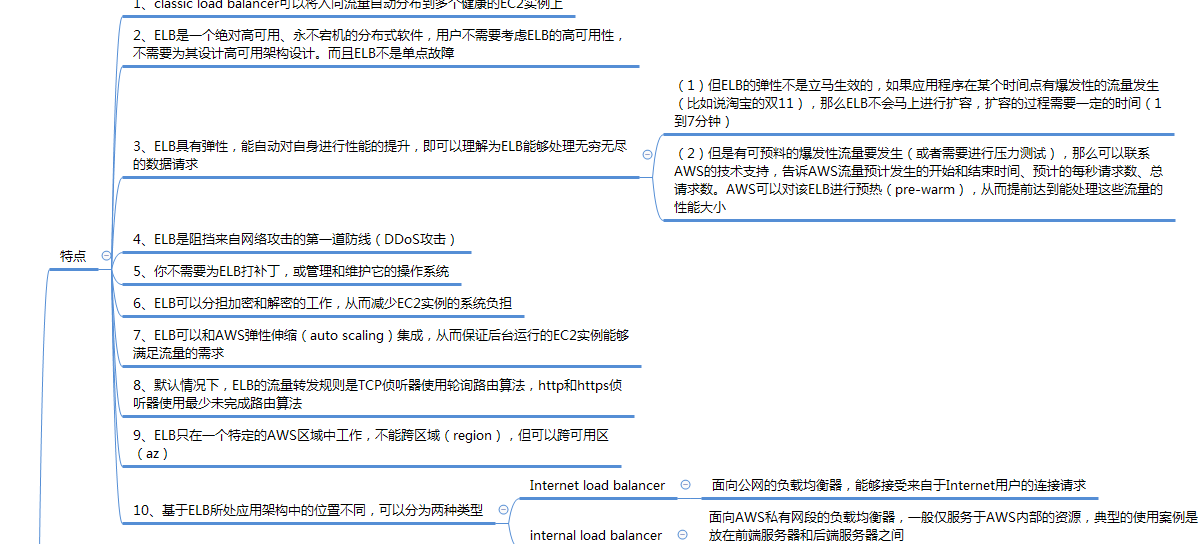 1、classic load balancer可以将入向流量自动分布到多个健康的EC2实例上
2、ELB是一个绝对高可用、永不宕机的分布式软件，用户不需要考虑ELB的高可用性，
不需要为其设计高可用架构设计。而且ELB不是单点故障
（1）但ELB的弹性不是立马生效的，如果应用程序在某个时间点有爆发性的流量发生
（比如说淘宝的双11），那么ELB不会马上进行扩容，扩容的过程需要一定的时间（1
到7分钟）
3、ELB具有弹性，能自动对自身进行性能的提升，即可以理解为ELB能够处理无穷无尽
的数据请求
（2）但是有可预料的爆发性流量要发生（或者需要进行压力测试），那么可以联系
AWS的技术支持，告诉AWS流量预计发生的开始和结束时间、预计的每秒请求数、总
请求数。AWS可以对该ELB进行预热（pre-warm），从而提前达到能处理这些流量的
性能大小
4、ELB是阻挡来自网络攻击的第一道防线（DDoS攻击）
特点
5、你不需要为ELB打补丁，或管理和维护它的操作系统
6、ELB可以分担加密和解密的工作，从而减少EC2实例的系统负担
7、ELB可以和AWS弹性伸缩（auto scaling）集成，从而保证后台运行的EC2实例能够
满足流量的需求
8、默认情况下，ELB的流量转发规则是TCP侦听器使用轮询路由算法，http和https侦
听器使用最少未完成路由算法
9、ELB只在一个特定的AWS区域中工作，不能跨区域（region），但可以跨可用区
（az）
10、基于ELB所处应用架构中的位置不同，可以分为两种类型
Internet load balancer
面向公网的负载均衡器，能够接受来自于Internet用户的连接请求
internal load balancer
面向AWS私有网段的负载均衡器，一般仅服务于AWS内部的资源，典型的使用案例是
放在前端服务器和后端服务器之间